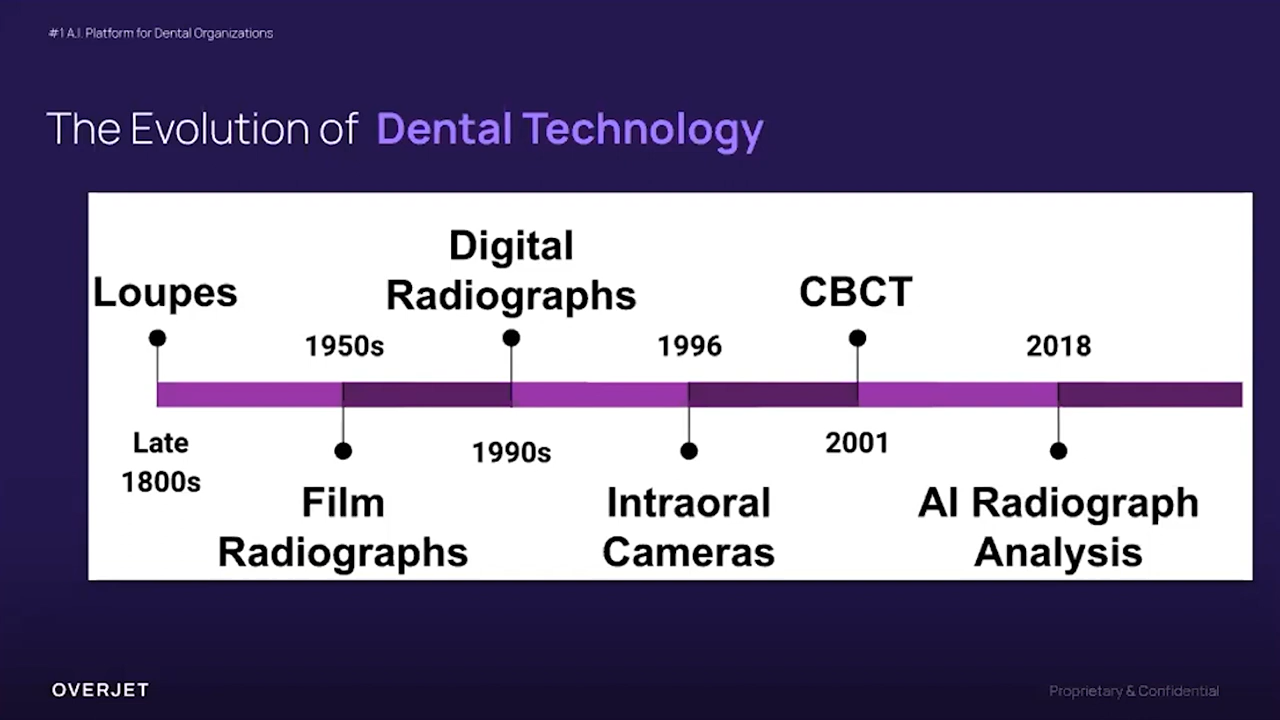 #1 A.I. Platform for Dental Organizations
The Evolution of Dental Technology
Loupes
Digital
Radiographs
CBCT
1950s
1996
2018
Late
1800s
1990s
2001
Film
Radiographs
Intraoral
Cameras
AI Radiograph
Analysis
OVERJET
Proprietary & Confidential